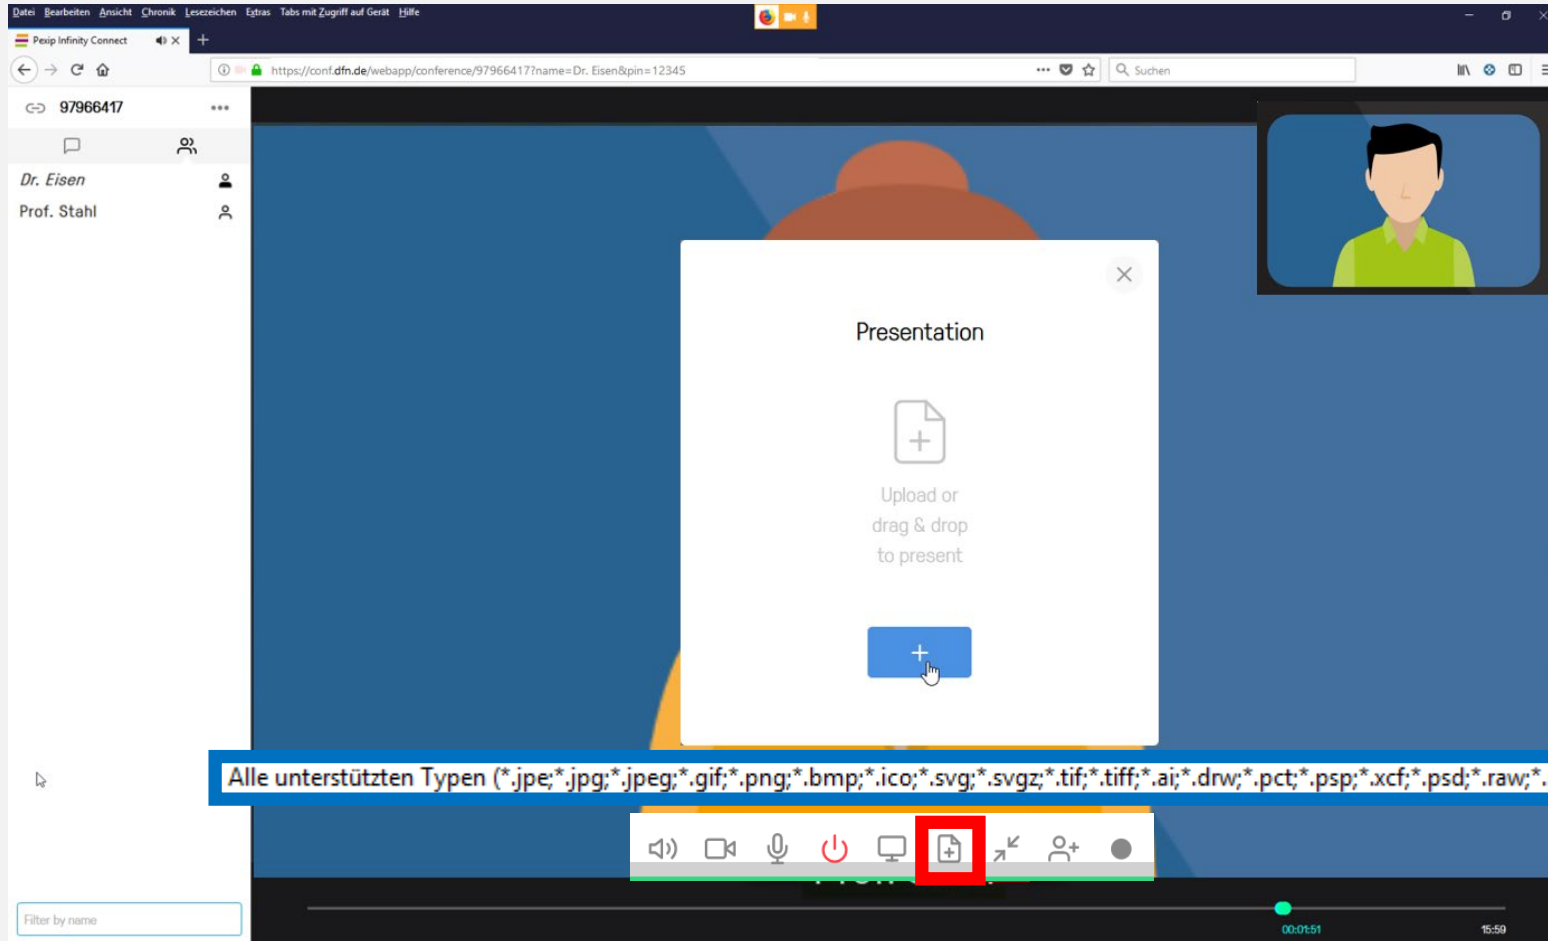 Datei Bearbeiten Ansicht Chronik Lesezeichen Extras Tabs mit Zugriff auf Gerät Hilfe
Pexip Infinity Connect
https://conf.dfn.de/webapp/conference/97966417?name=Dr. Eisen&pin=12345
Suchen
97966417
Dr. Eisen
Prof. Stahl
Presentation
Upload or
drag & drop
to present
Alle unterstützten Typen (*.jpe;*.jpg;*.jpeg;*.gif;*.png;*.bmp;*.ico;*.svg;*.svgz;*.tif;*.tiff;*.ai;*.drw;*.pct;*.psp;*.xcf;*.psd;*.raw;*.
Filter by name
00:01:51
15:59